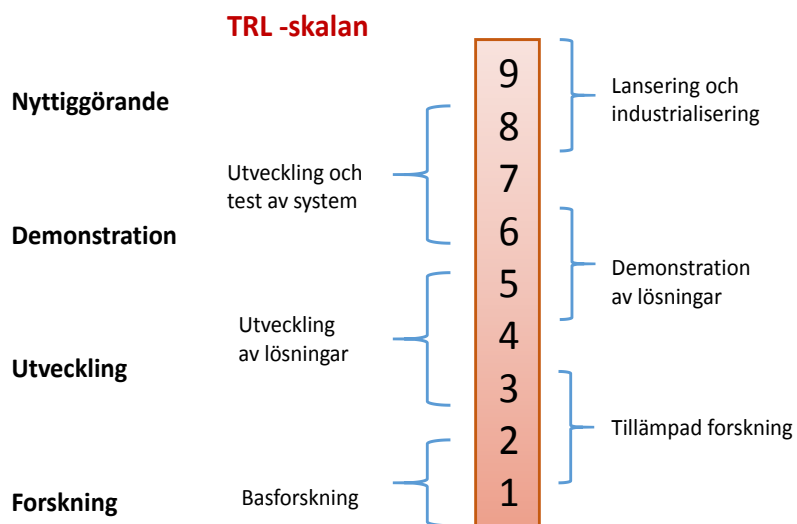 TRL -skalan
Nyttiggörande
Demonstration
Utveckling
Forskning
Utveckling och
test av system
Utveckling
av lösningar
Basforskning
9
8
7
6
5
4
3
2
1
Lansering och
industrialisering
Demonstration
av lösningar
Tillämpad forskning